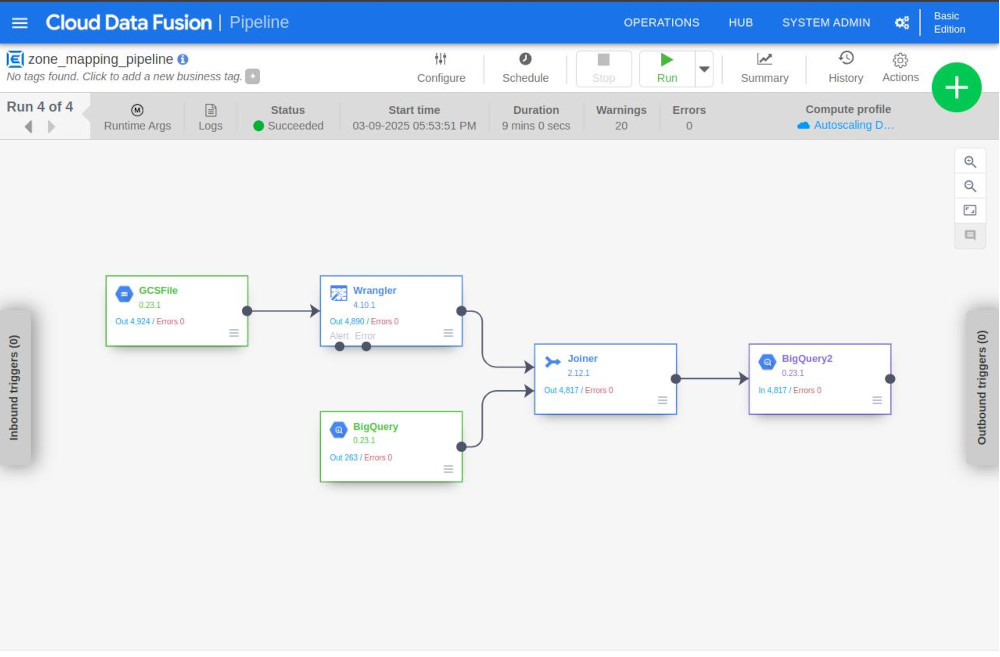 Cloud Data Fusion | Pipeline
OPERATIONS HUB SYSTEM ADMIN
Basic
Edition
zone_mapping_pipeline
No tags found. Click to add a new business tag. +
Configure
Schedule
Stop
Run
Summary
History
Actions
Run 4 of 4
Runtime Args
Logs
Status
Succeeded
Start time
03-09-2025 05:53:51 PM
Duration
9 mins 0 secs
Warnings
20
Errors
0
Compute profile
Autoscaling D...
Inbound triggers (0)
GCSFile
0.23.1
Out 4,924 / Errors 0
Wrangler
4.10.1
Out 4,890 / Errors 0
Alert Error
BigQuery
0.23.1
Out 263 / Errors 0
Joiner
2.12.1
Out 4,817 / Errors 0
BigQuery2
0.23.1
In 4,817 / Errors 0
Outbound triggers (0)